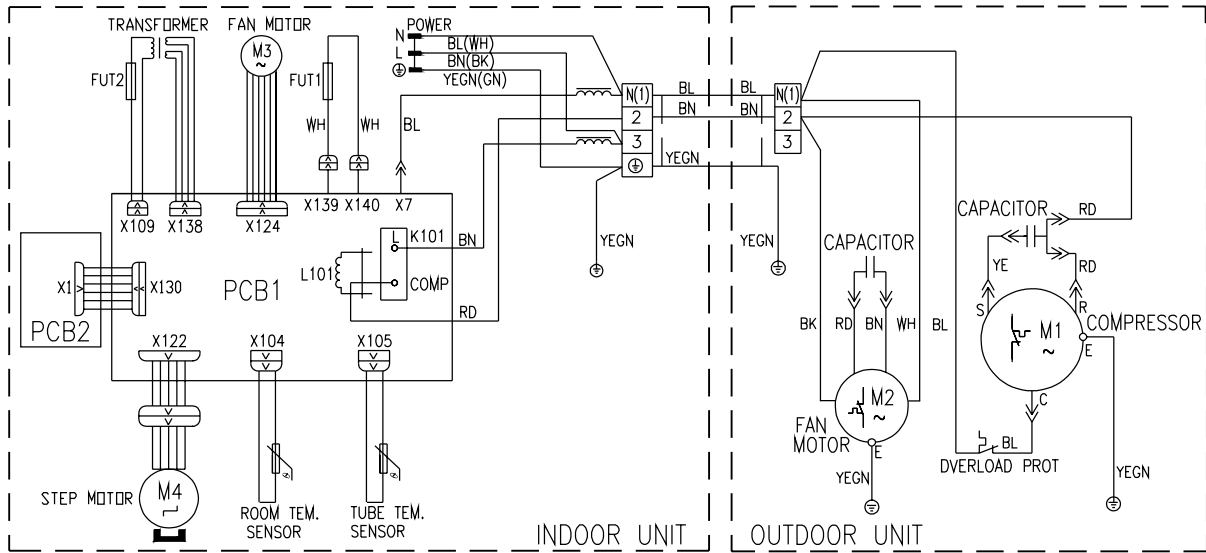 TRANSFORMER
FAN MOTOR
POWER
N
BL(WH)
L
BN(BK)
YEGN(GN)
M3
~
FUT2
FUT1
WH
WH
BL
N(1)
2
3
BL
BN
BL
BN
N(1)
2
3
YEGN
X109
X138
X124
X139
X140
X7
YEGN
YEGN
L
K101
BN
L101
COMP
RD
X1
X130
PCB1
PCB2
X122
X104
X105
M4
STEP MOTOR
ROOM TEM.
SENSOR
θ
TUBE TEM.
SENSOR
θ
INDOOR UNIT
CAPACITOR
RD
CAPACITOR
YE
RD
BK
RD
BN
WH
BL
S
R
M1
~
COMPRESSOR
E
C
M2
~
FAN
MOTOR
E
BL
DVERLOAD PROT
YEGN
YEGN
OUTDOOR UNIT